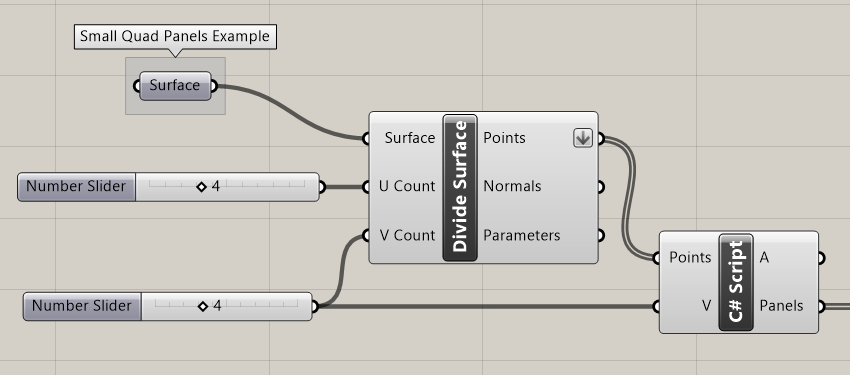 Small Quad Panels Example
Surface
Surface
Divide Surface
Points
Number Slider
4
U Count
Normals
V Count
Parameters
Points
C# Script
A
Number Slider
4
V
Panels